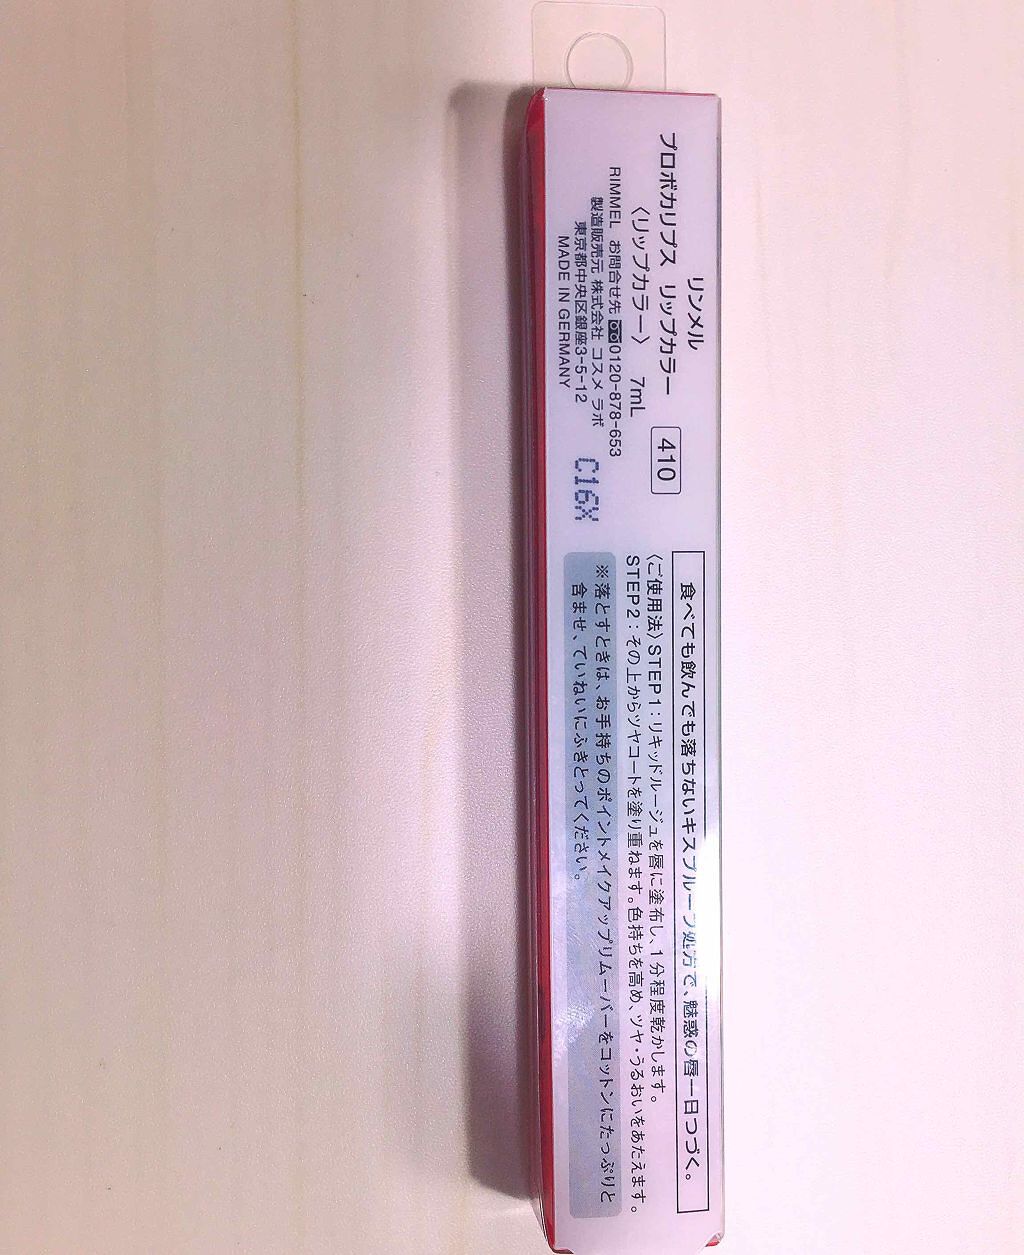 リンメル
プロボカリプス リップカラー 410
〈リップカラー〉 7mL
RIMMEL お問合せ先 0120-878-653
製造販売元 株式会社 コスメ ラボ
東京都中央区銀座3-5-12
MADE IN GERMANY
C16X
食べても飲んでも落ちないキスプルーフ処方で、魅惑の唇一日つづく。
〈ご使用法〉STEP1：リキッドルージュを唇に塗布し、1分程度乾かします。
STEP2：その上からツヤコートを塗り重ねます。色持ちを高め、ツヤ・うるおいをあたえます。
※落とすときは、お手持ちのポイントメイクアップリムーバーをコットンにたっぷりと
含ませ、ていねいにふきとってください。